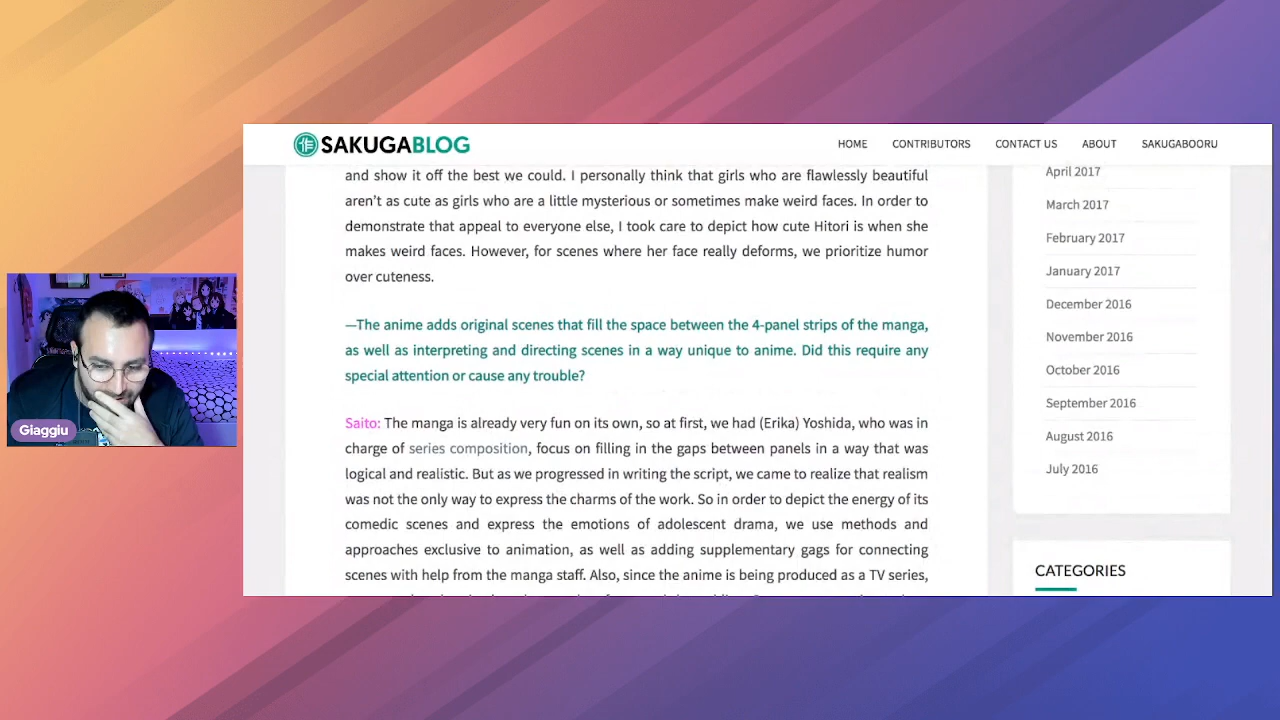 SAKUGABLOG
HOME
CONTRIBUTORS
CONTACT US
ABOUT
SAKUGABOORU
and show it off the best we could. I personally think that girls who are flawlessly beautiful
aren't as cute as girls who are a little mysterious or sometimes make weird faces. In order to
demonstrate that appeal to everyone else, I took care to depict how cute Hitori is when she
makes weird faces. However, for scenes where her face really deforms, we prioritize humor
over cuteness.
—The anime adds original scenes that fill the space between the 4-panel strips of the manga,
as well as interpreting and directing scenes in a way unique to anime. Did this require any
special attention or cause any trouble?
Saito: The manga is already very fun on its own, so at first, we had (Erika) Yoshida, who was in
charge of series composition, focus on filling in the gaps between panels in a way that was
logical and realistic. But as we progressed in writing the script, we came to realize that realism
was not the only way to express the charms of the work. So in order to depict the energy of its
comedic scenes and express the emotions of adolescent drama, we use methods and
approaches exclusive to animation, as well as adding supplementary gags for connecting
scenes with help from the manga staff. Also, since the anime is being produced as a TV series,
April 2017
March 2017
February 2017
January 2017
December 2016
November 2016
October 2016
September 2016
August 2016
July 2016
CATEGORIES
Giaggiu